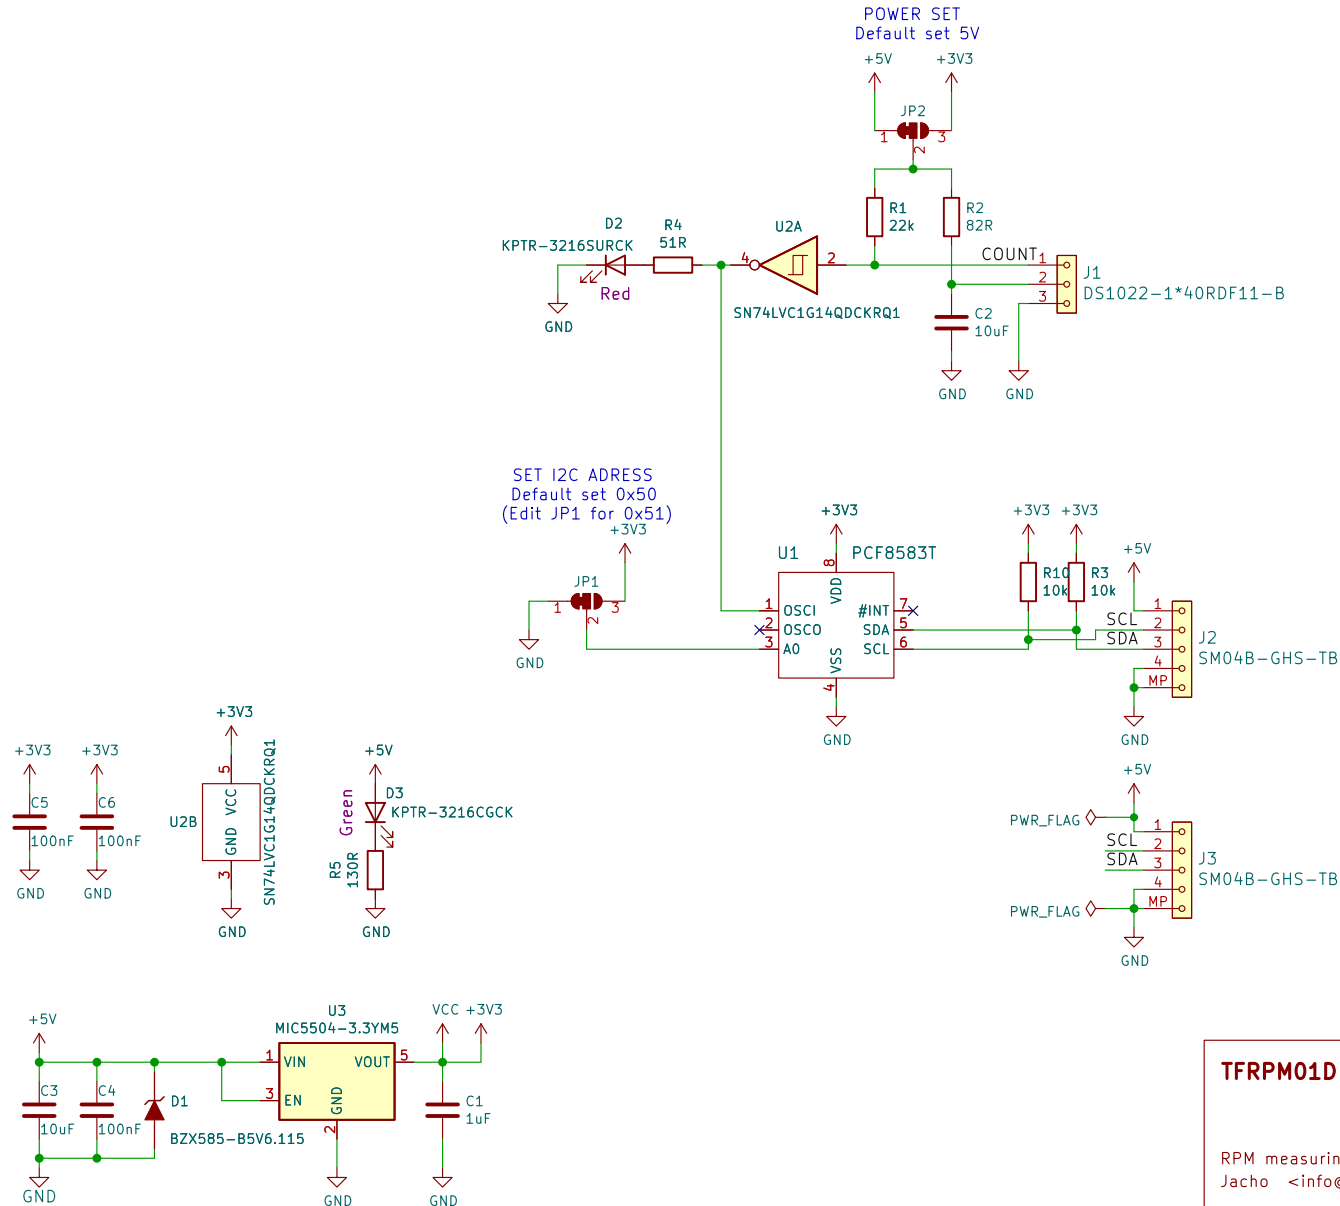 POWER SET
Default set 5V
+5V
+3V3
JP2
1
3
2
R1
22k
R2
82R
D2
KPTR-3216SURCK
Red
R4
51R
U2A
4
2
SN74LVC1G14QDCKRQ1
COUNT
1
2
3
J1
DS1022-1*40RDF11-B
C2
10uF
GND
GND
GND
SET I2C ADRESS
Default set 0x50
(Edit JP1 for 0x51)
+3V3
JP1
1
3
2
GND
+3V3
U1
PCF8583T
8
VDD
1
OSCI
2
OSCO
3
A0
#INT
7
SDA
5
SCL
6
VSS
4
GND
+3V3
+3V3
R10
10k
R3
10k
+5V
SCL
SDA
1
2
3
4
MP
J2
SM04B-GHS-TB
GND
+5V
PWR_FLAG
SCL
SDA
PWR_FLAG
1
2
3
4
MP
J3
SM04B-GHS-TB
GND
+3V3
C5
100nF
GND
+3V3
C6
100nF
GND
+3V3
5
U2B
GND VCC
3
SN74LVC1G14QDCKRQ1
GND
+5V
D3
KPTR-3216CGCK
Green
R5
130R
GND
+5V
C3
10uF
C4
100nF
D1
BZX585-B5V6.115
GND
U3
MIC5504-3.3YM5
1
VIN
3
EN
VOUT
5
GND
2
GND
VCC
+3V3
C1
1uF
GND
TFRPM01D
RPM measurin
Jacho <info@